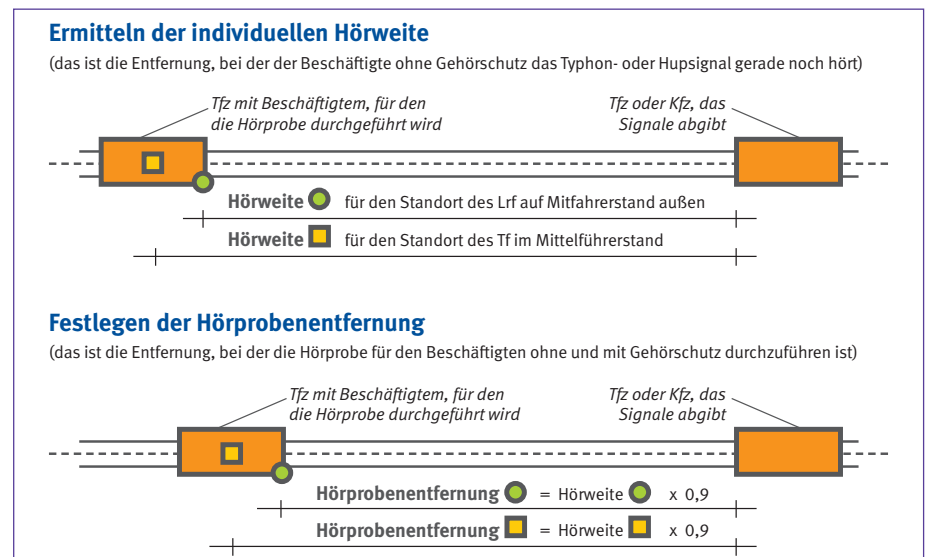 Ermitteln der individuellen Hörweite
(das ist die Entfernung, bei der der Beschäftigte ohne Gehörschutz das Typhon- oder Hupsignal gerade noch hört)
Tfz mit Beschäftigtem, für den
die Hörprobe durchgeführt wird
Tfz oder Kfz, das
Signale abgibt
Hörweite für den Standort des Lrf auf Mitfahrerstand außen
Hörweite für den Standort des Tf im Mittelführerstand
Festlegen der Hörprobenentfernung
(das ist die Entfernung, bei der die Hörprobe für den Beschäftigten ohne und mit Gehörschutz durchzuführen ist)
Tfz mit Beschäftigtem, für den
die Hörprobe durchgeführt wird
Tfz oder Kfz, das
Signale abgibt
Hörprobenentfernung = Hörweite x 0,9
Hörprobenentfernung = Hörweite x 0,9